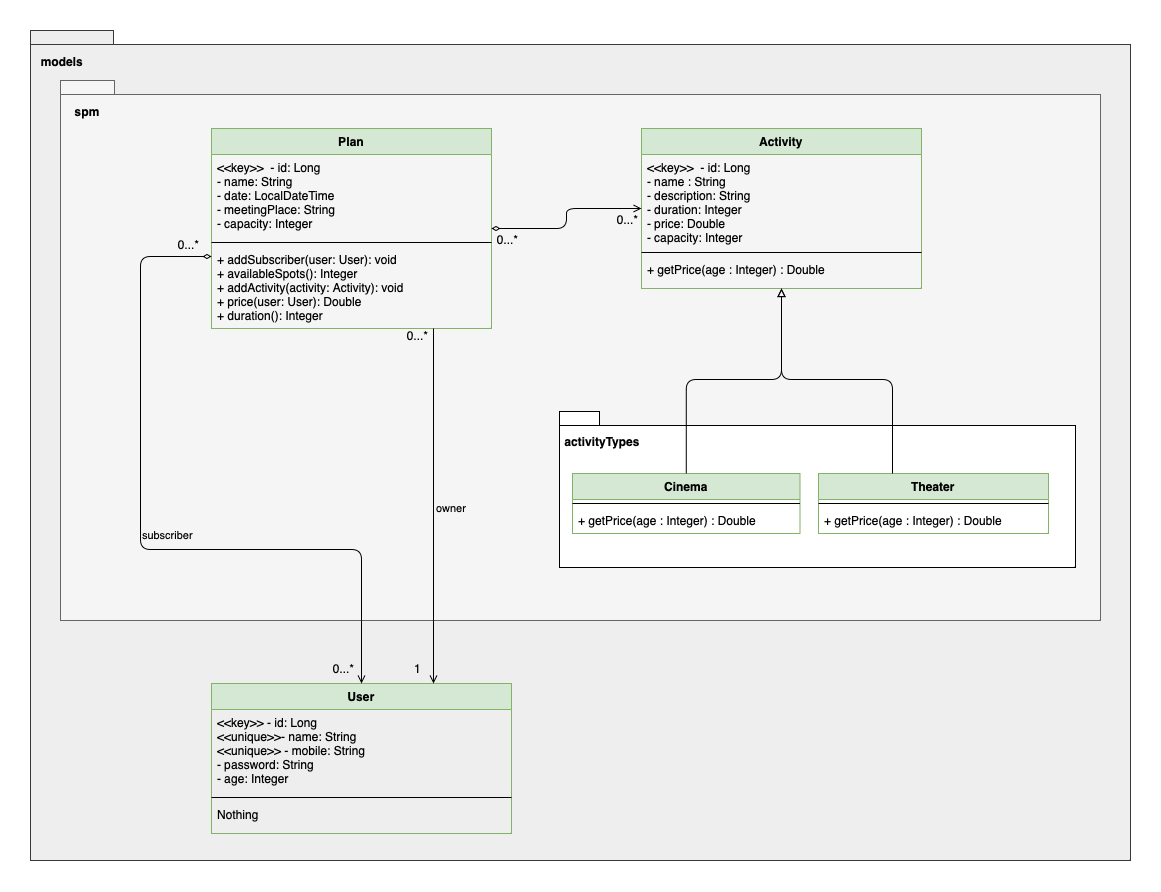 models
spm
Plan
<<key>>  - id: Long
- name: String
- date: LocalDateTime
- meetingPlace: String
- capacity: Integer
+ addSubscriber(user: User): void
+ availableSpots(): Integer
+ addActivity(activity: Activity): void
+ price(user: User): Double
+ duration(): Integer
Activity
<<key>>  - id: Long
- name : String
- description: String
- duration: Integer
- price: Double
- capacity: Integer
+ getPrice(age : Integer) : Double
0...*
0...*
0...*
0...*
activityTypes
Cinema
+ getPrice(age : Integer) : Double
Theater
+ getPrice(age : Integer) : Double
owner
subscriber
0...*
1
User
<<key>> - id: Long
<<unique>>- name: String
<<unique>> - mobile: String
- password: String
- age: Integer
Nothing